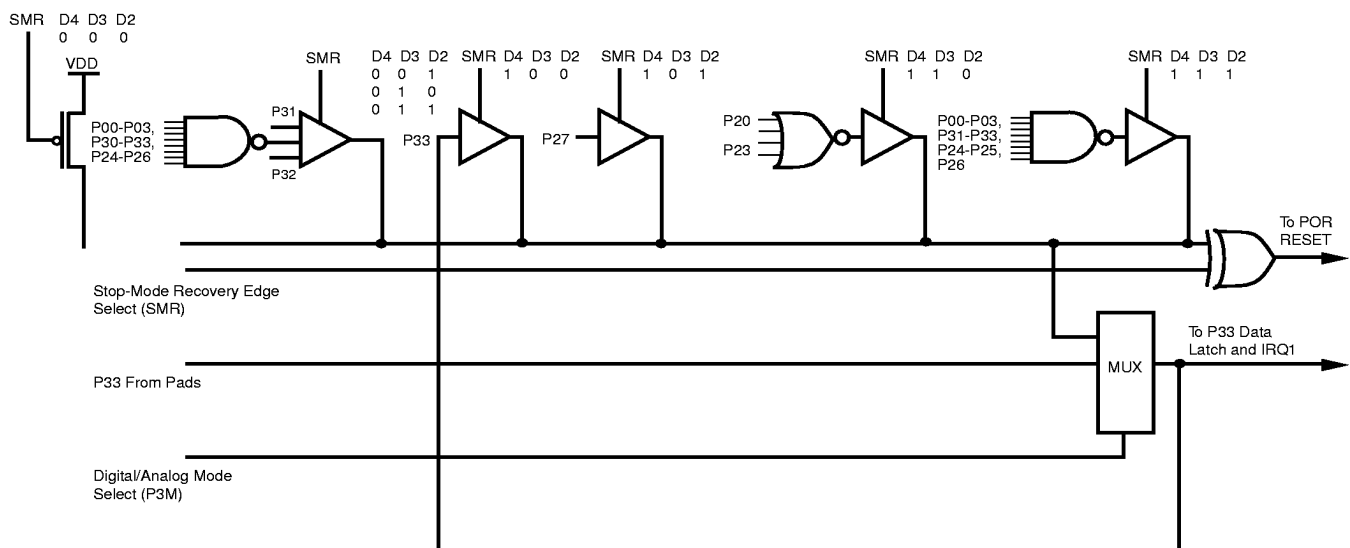 SMR D4 D3 D2
0 0 0
VDD
P00-P03,
P30-P33,
P24-P26
SMR
P31
P32
D4 D3 D2
0 0 1
0 1 0
0 1 1
SMR D4 D3 D2
1 0 0
P33
SMR D4 D3 D2
1 0 1
P27
SMR D4 D3 D2
1 1 0
P20
P23
SMR D4 D3 D2
1 1 1
P00-P03,
P31-P33,
P24-P25,
P26
To POR
RESET
Stop-Mode Recovery Edge
Select (SMR)
To P33 Data
Latch and IRQ1
MUX
P33 From Pads
Digital/Analog Mode
Select (P3M)